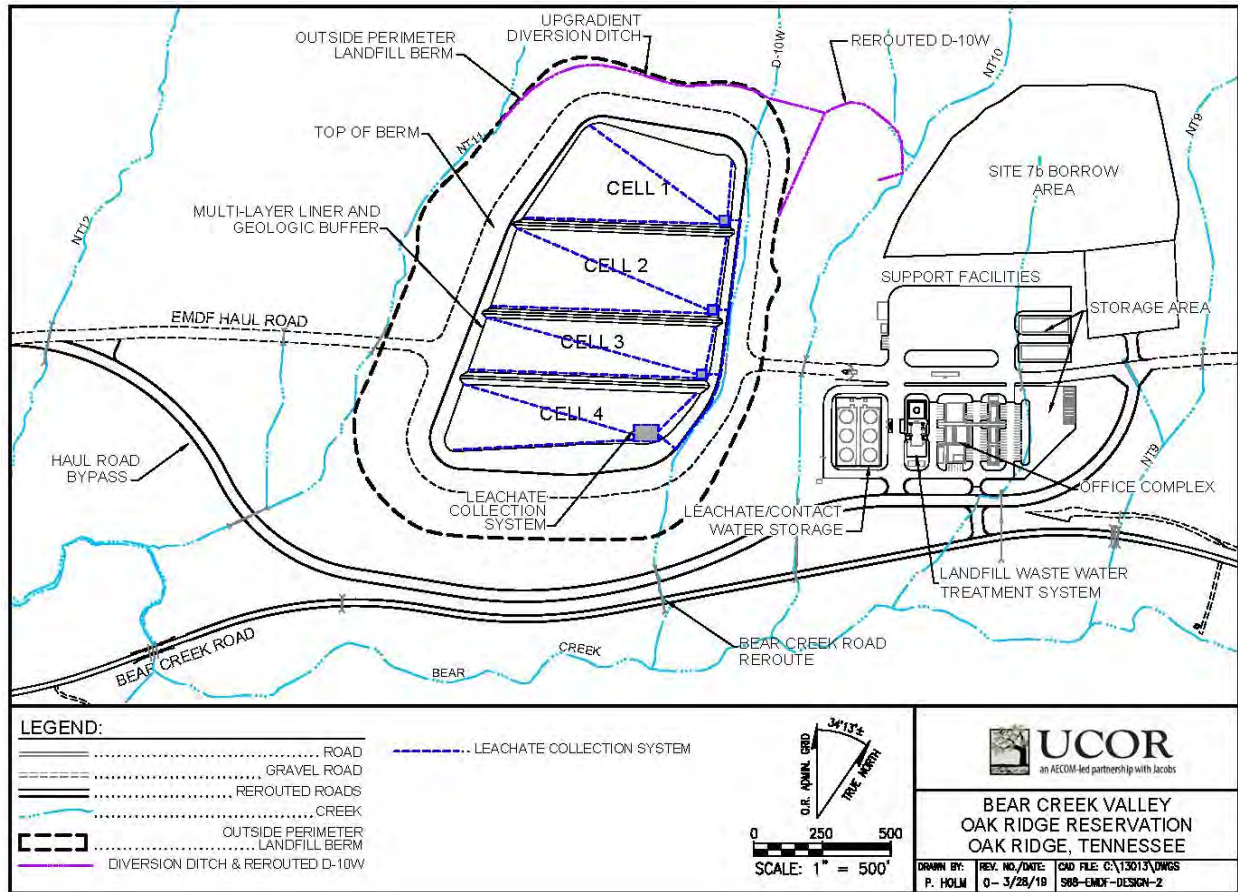 UPGRADIENT
DIVERSION DITCH
OUTSIDE PERIMETER
LANDFILL BERM
D-10W
REROUTED D-10W
NT10
TOP OF BERM
NT11
NT9
CELL 1
SITE 7b BORROW
AREA
MULTI-LAYER LINER AND
GEOLOGIC BUFFER
NT12
CELL 2
SUPPORT FACILITIES
STORAGE AREA
EMDF HAUL ROAD
CELL 3
CELL 4
HAUL ROAD
BYPASS
NT9
LEACHATE
COLLECTION
SYSTEM
OFFICE COMPLEX
LEACHATE/CONTACT
WATER STORAGE
LANDFILL WASTE WATER
TREATMENT SYSTEM
BEAR CREEK ROAD
BEAR CREEK
BEAR CREEK ROAD
REROUTE
LEGEND:
ROAD
GRAVEL ROAD
REROUTED ROADS
CREEK
OUTSIDE PERIMETER
LANDFILL BERM
DIVERSION DITCH & REROUTED D-10W
LEACHATE COLLECTION SYSTEM
34°13'±
O.R. ADMIN. GRID
TRUE NORTH
0 250 500
SCALE: 1" = 500'
UCOR
an AECOM-led partnership with Jacobs
BEAR CREEK VALLEY
OAK RIDGE RESERVATION
OAK RIDGE, TENNESSEE
DRAWN BY: REV. NO./DATE: CAD FILE: C:\13013\DWGS
P. HOLM 0- 3/28/19 S68-EMDF-DESIGN-2